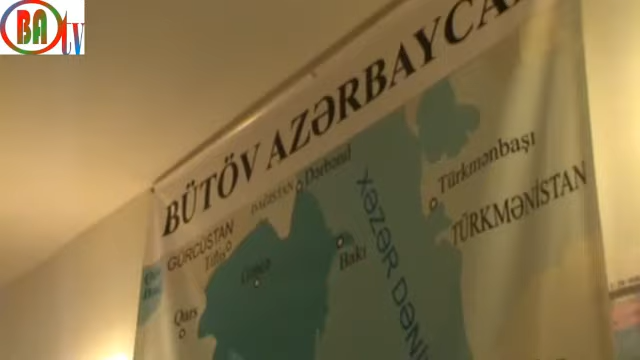 BA
tv
BÜTÖV AZƏRBAYCA
DAĞISTAN
Dərbənd
Türkmənbaşı
TÜRKMƏNİSTAN
GÜRCÜSTAN
Tiflis
XƏZƏR DƏNİ
Bakı
Gəncə
Qars